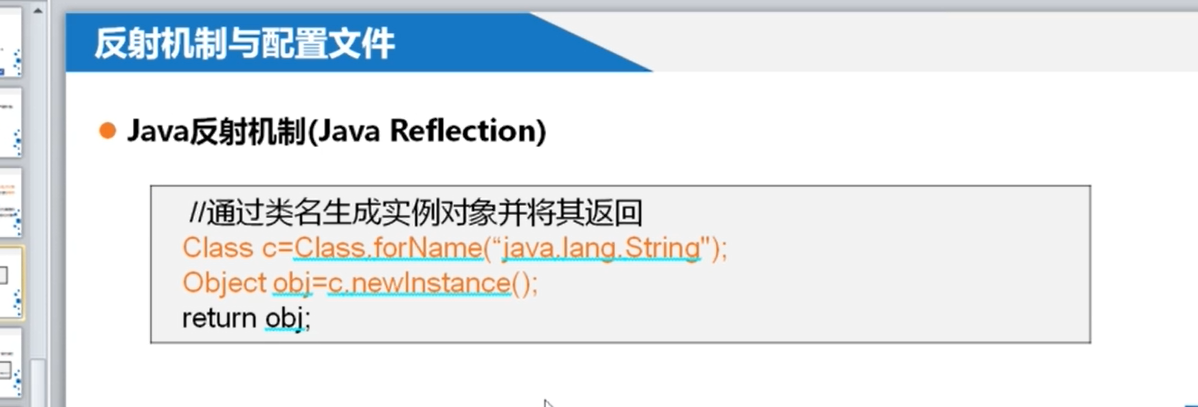 反射机制与配置文件
Java反射机制(Java Reflection)
//通过类名生成实例对象并将其返回
Class c=Class.forName(“java.lang.String");
Object obj=c.newInstance();
return obj;